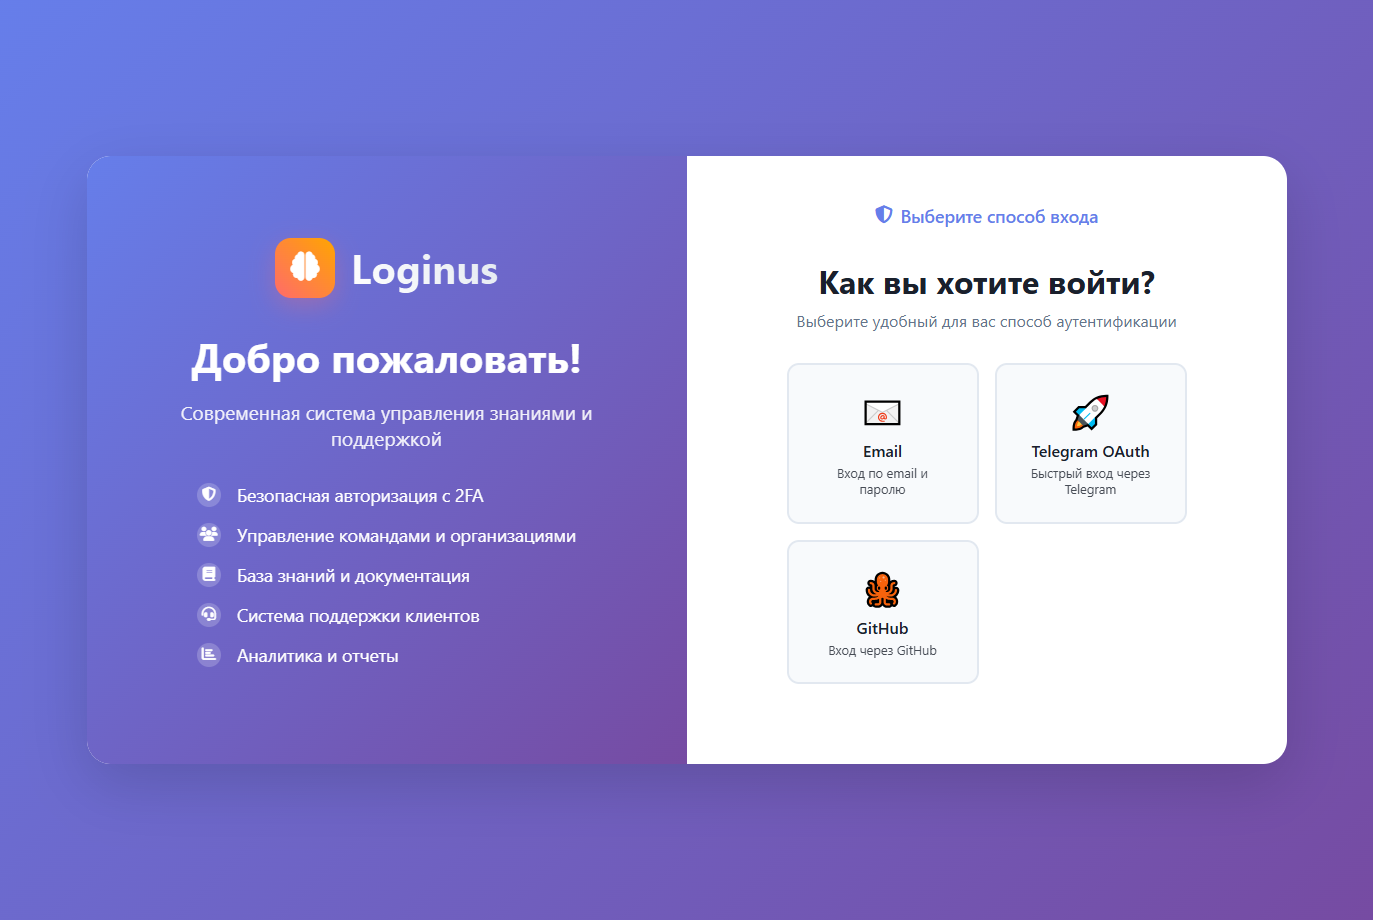 Loginus
Добро пожаловать!
Современная система управления знаниями и
поддержкой
Безопасная авторизация с 2FA
Управление командами и организациями
База знаний и документация
Система поддержки клиентов
Аналитика и отчеты
Выберите способ входа
Как вы хотите войти?
Выберите удобный для вас способ аутентификации
Email
Вход по email и
паролю
Telegram OAuth
Быстрый вход через
Telegram
GitHub
Вход через GitHub